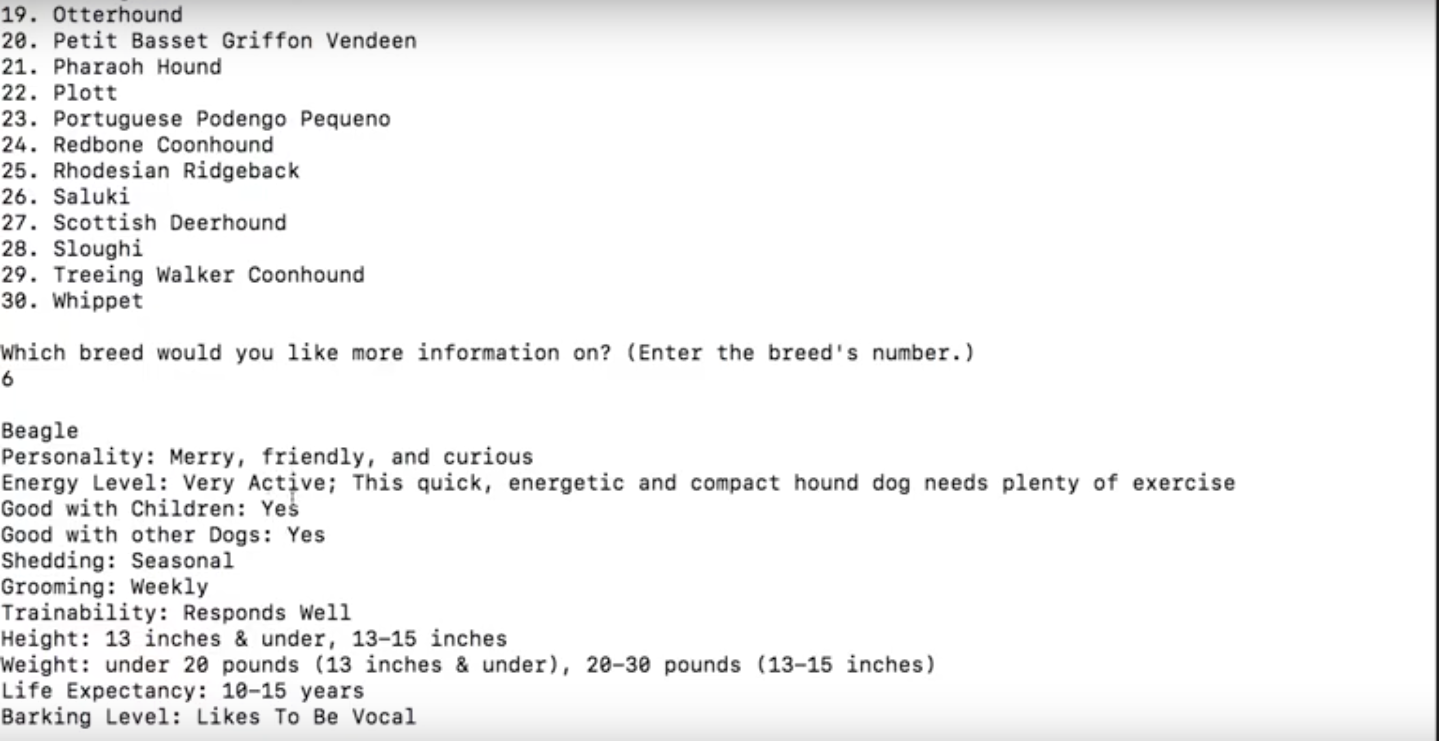 19. Otterhound
20. Petit Basset Griffon Vendeen
21. Pharaoh Hound
22. Plott
23. Portuguese Podengo Pequeno
24. Redbone Coonhound
25. Rhodesian Ridgeback
26. Saluki
27. Scottish Deerhound
28. Sloughi
29. Treeing Walker Coonhound
30. Whippet
Which breed would you like more information on? (Enter the breed's number.)
6
Beagle
Personality: Merry, friendly, and curious
Energy Level: Very Active; This quick, energetic and compact hound dog needs plenty of exercise
Good with Children: Yes
Good with other Dogs: Yes
Shedding: Seasonal
Grooming: Weekly
Trainability: Responds Well
Height: 13 inches & under, 13-15 inches
Weight: under 20 pounds (13 inches & under), 20-30 pounds (13-15 inches)
Life Expectancy: 10-15 years
Barking Level: Likes To Be Vocal